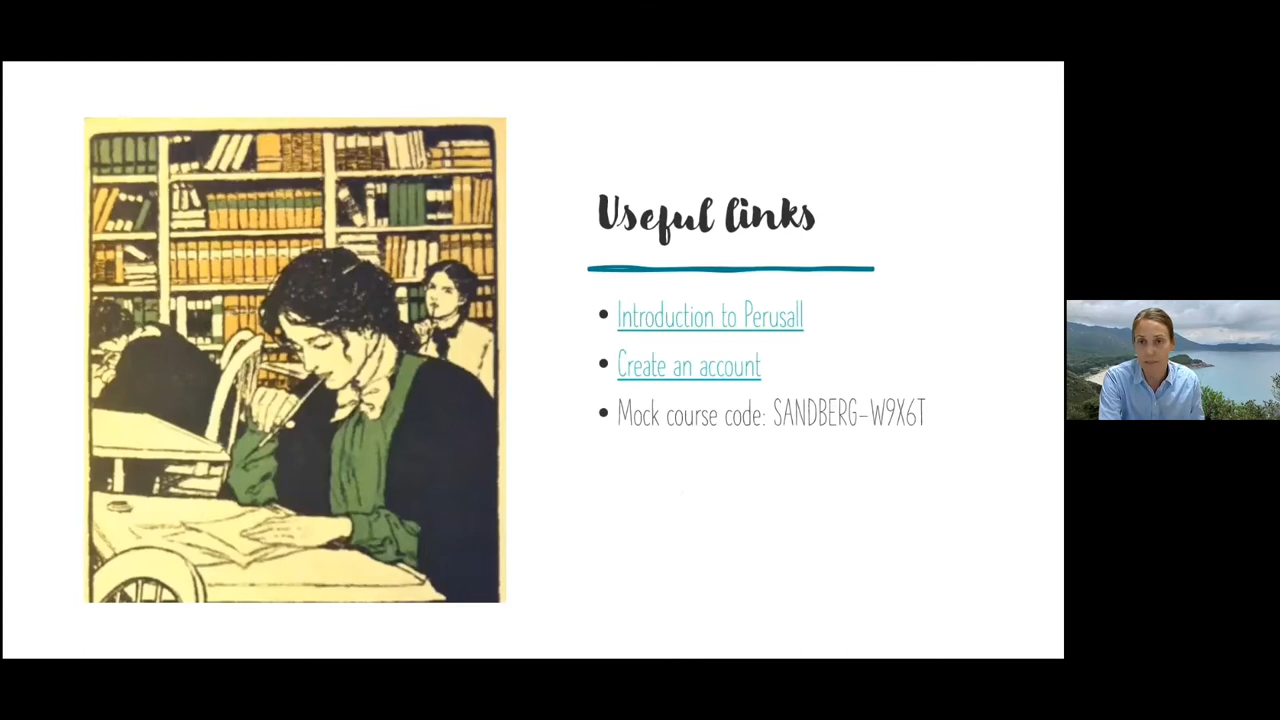 Useful links
• Introduction to Perusall
• Create an account
• Mock course code: SANDBERG-W9X6T